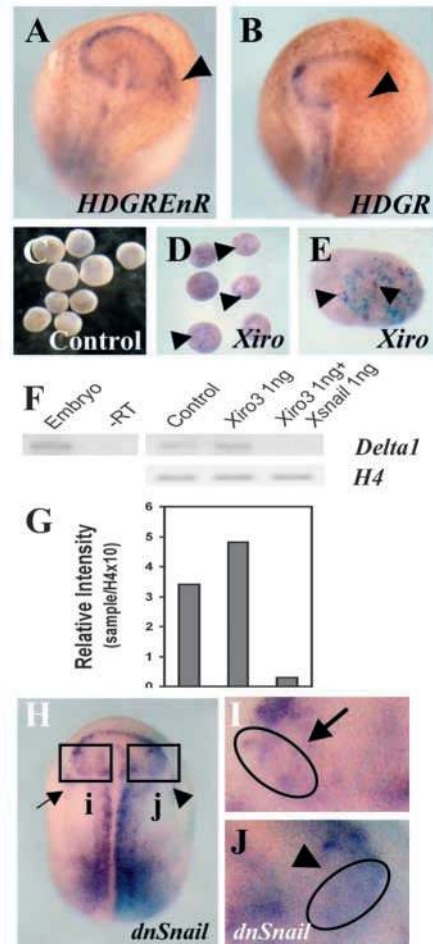 A
B
HDGREnR
HDGR
C
D
E
Control
Xiro
Xiro
F
Embryo
-RT
Control
Xiro3 1ng
Xiro3 1ng+
Xsnail 1ng
Delta1
H4
G
Relative Intensity
(sample/H4x10)
6
5
4
3
2
1
0
H
I
i
j
J
dnSnail
dnSnail